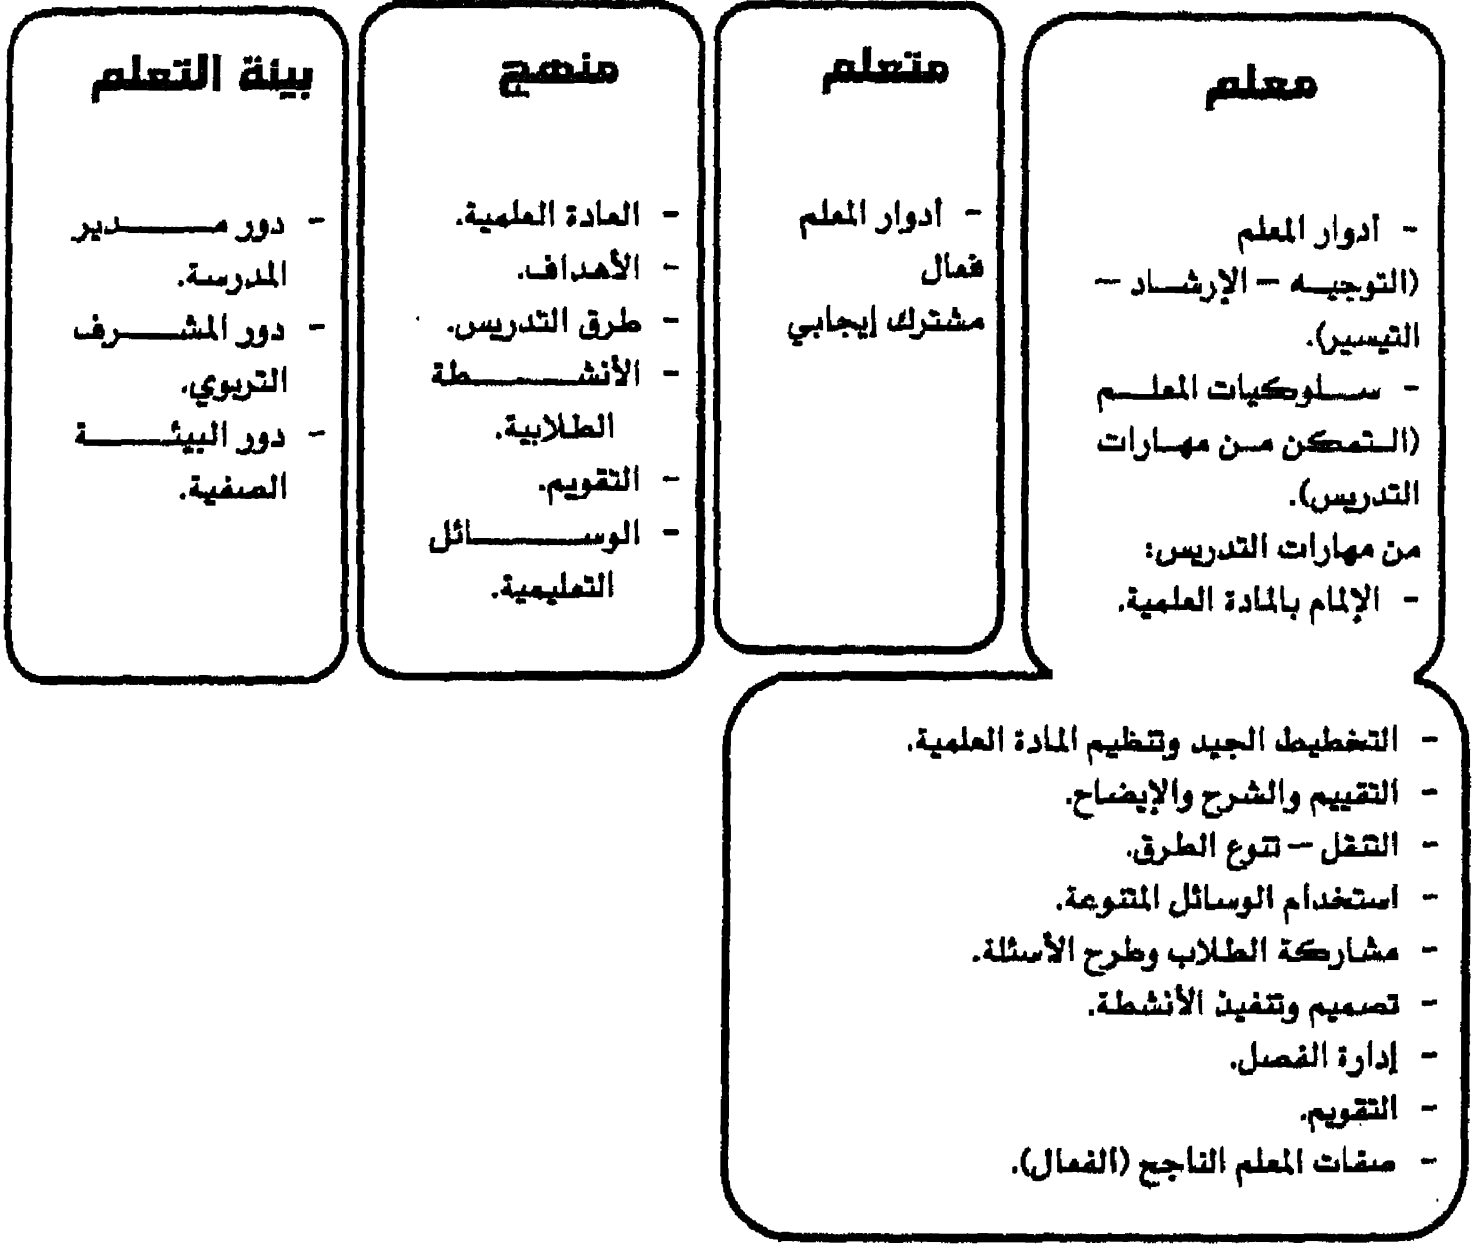 معلم
- أدوار المعلم
(التوجيه – الإرشاد –
التيسير).
- سلوكيات المعلم
(التمكن من مهارات
التدريس).
من مهارات التدريس:
- الإلمام بالمادة العلمية.
- التخطيط الجيد وتنظيم المادة العلمية.
- التقييم والشرح والإيضاح.
- التنقل – تنوع الطرق.
- استخدام الوسائل المتنوعة.
- مشاركة الطلاب وطرح الأسئلة.
- تصميم وتنفيذ الأنشطة.
- إدارة الفصل.
- التقويم.
- صفات المعلم الناجح (الفعال).
متعلم
- أدوار المعلم
فعال
مشترك إيجابي
منهج
- المادة العلمية.
- الأهداف.
- طرق التدريس.
- الأنشطة
الطلابية.
- التقويم.
- الوسائل
التعليمية.
بيئة التعلم
- دور مدير
المدرسة.
- دور المشرف
التربوي.
- دور البيئة
الصفية.